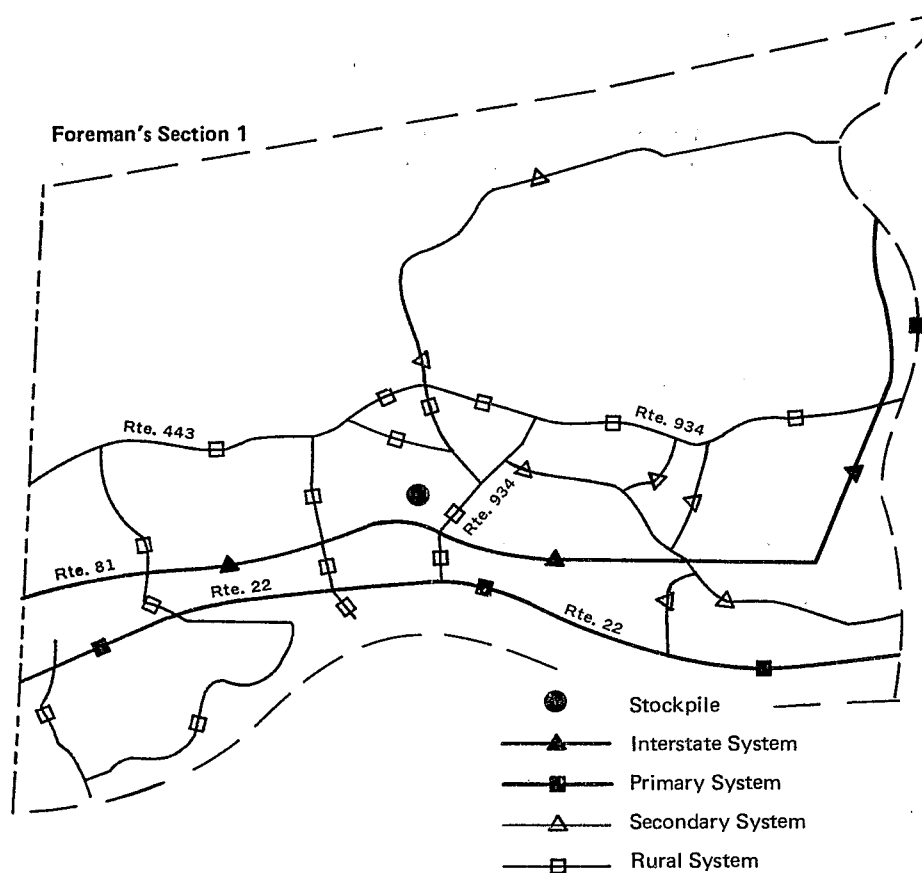 Foreman's Section 1
Rte. 443
Rte. 934
Rte. 934
Rte. 81
Rte. 22
Rte. 22
Stockpile
Interstate System
Primary System
Secondary System
Rural System